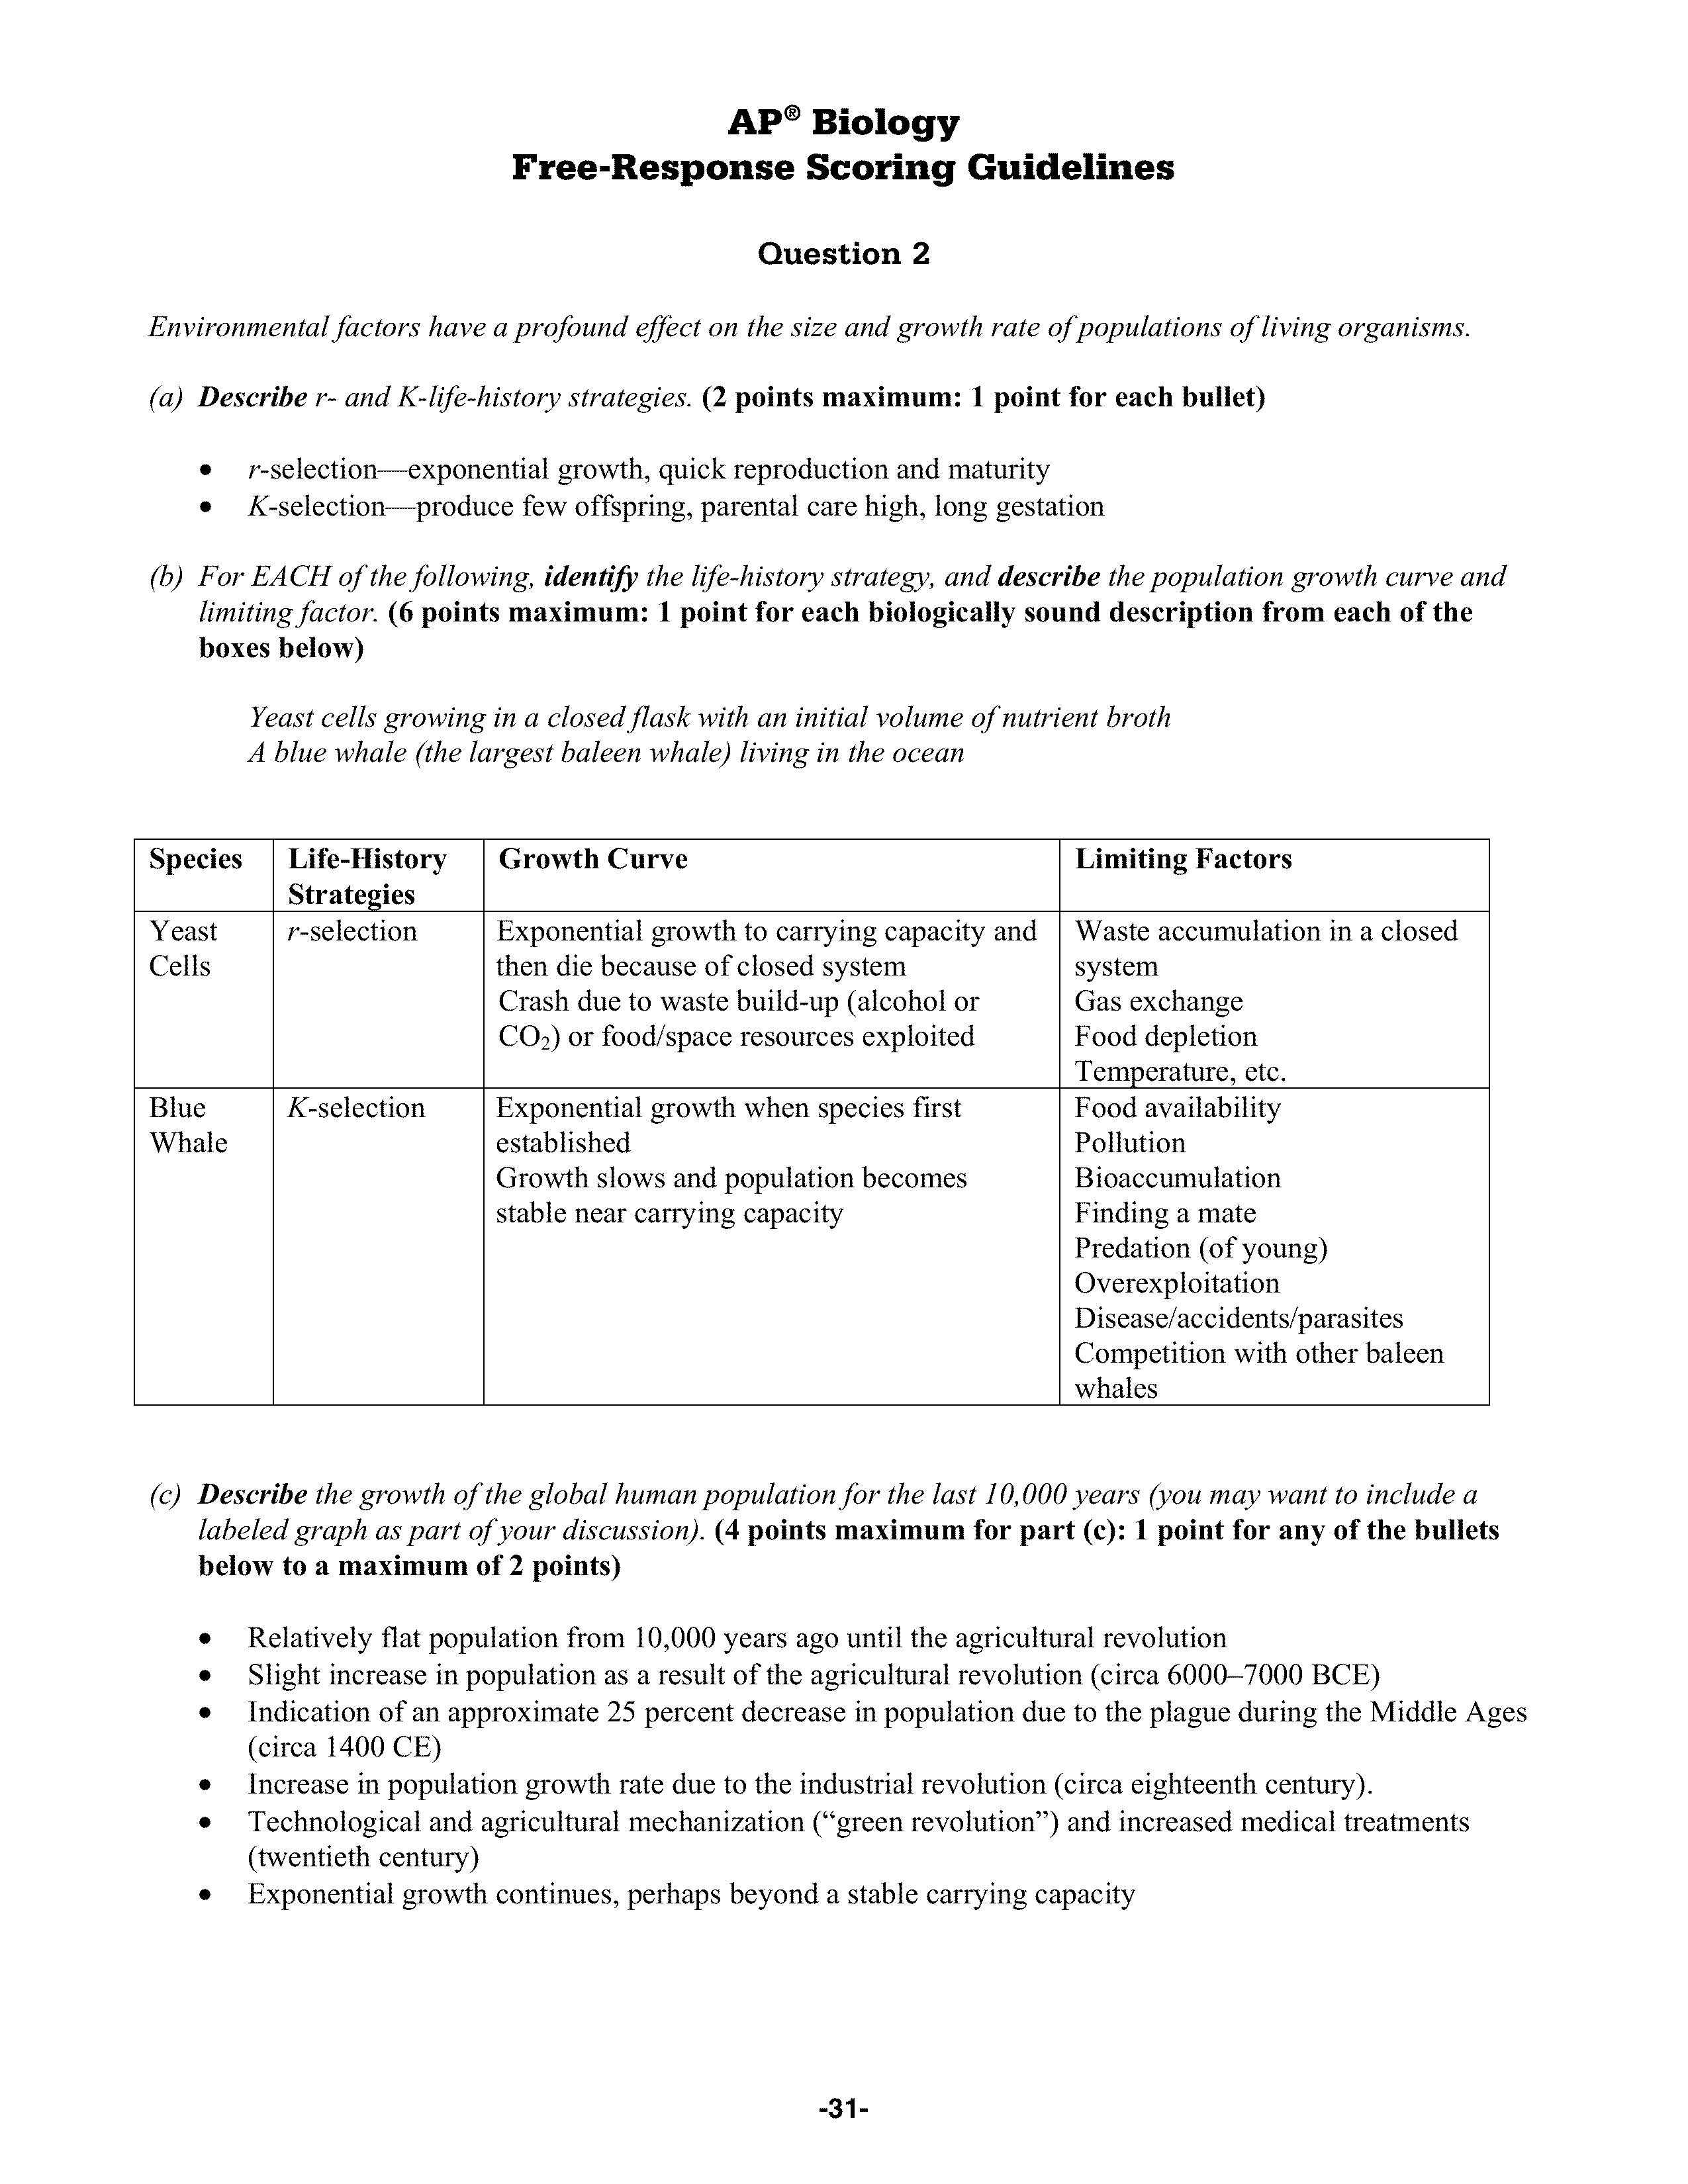 AP® Biology
Free-Response Scoring Guidelines
Question 2
Environmental factors have a profound effect on the size and growth rate of populations of living organisms.
(a) Describe r- and K-life-history strategies. (2 points maximum: 1 point for each bullet)
• r-selection—exponential growth, quick reproduction and maturity
• K-selection—produce few offspring, parental care high, long gestation
(b) For EACH of the following, identify the life-history strategy, and describe the population growth curve and
limiting factor. (6 points maximum: 1 point for each biologically sound description from each of the
boxes below)
Yeast cells growing in a closed flask with an initial volume of nutrient broth
A blue whale (the largest baleen whale) living in the ocean
Species
Life-History
Strategies
Growth Curve
Limiting Factors
Yeast
Cells
r-selection
Exponential growth to carrying capacity and
then die because of closed system
Crash due to waste build-up (alcohol or
CO₂) or food/space resources exploited
Waste accumulation in a closed
system
Gas exchange
Food depletion
Temperature, etc.
Blue
Whale
K-selection
Exponential growth when species first
established
Growth slows and population becomes
stable near carrying capacity
Food availability
Pollution
Bioaccumulation
Finding a mate
Predation (of young)
Overexploitation
Disease/accidents/parasites
Competition with other baleen
whales
(c) Describe the growth of the global human population for the last 10,000 years (you may want to include a
labeled graph as part of your discussion). (4 points maximum for part (c): 1 point for any of the bullets
below to a maximum of 2 points)
• Relatively flat population from 10,000 years ago until the agricultural revolution
• Slight increase in population as a result of the agricultural revolution (circa 6000–7000 BCE)
• Indication of an approximate 25 percent decrease in population due to the plague during the Middle Ages
(circa 1400 CE)
• Increase in population growth rate due to the industrial revolution (circa eighteenth century).
• Technological and agricultural mechanization (“green revolution”) and increased medical treatments
(twentieth century)
• Exponential growth continues, perhaps beyond a stable carrying capacity
-31-